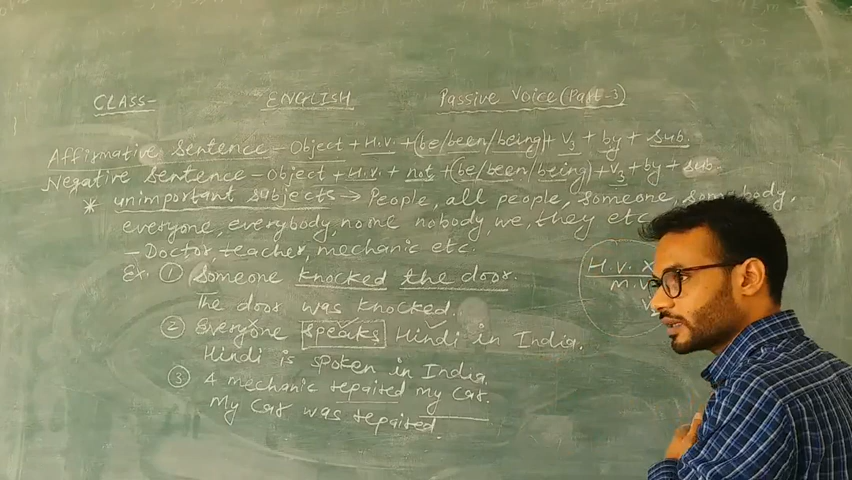 CLASS- ENGLISH Passive Voice (Part-3)
Affirmative Sentence - Object + H.V. + (be/been/being) + V3 + by + sub.
Negative Sentence - Object + H.V. + not + (be/been/being) + V3 + by + sub.
* unimportant subjects → People, all people, someone, somebody,
everyone, everybody, no one nobody, we, they etc
- Doctor, teacher, mechanic etc.
Ex. ① Someone knocked the door.
The door was knocked.
② Everyone speaks Hindi in India.
Hindi is spoken in India.
③ A mechanic repaired my car.
My car was repaired.
H.V. X
M.V.